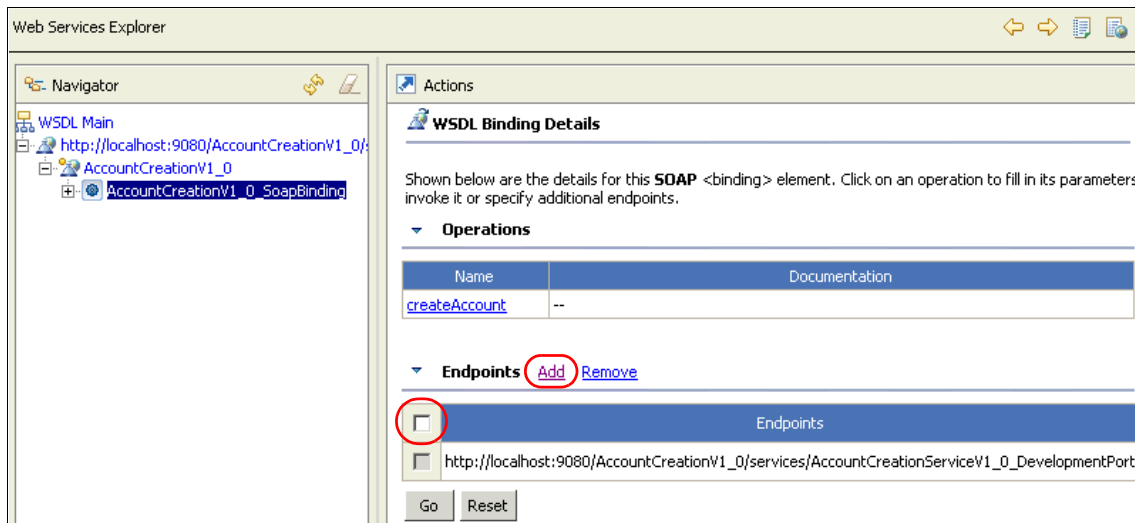 Web Services Explorer
Navigator
WSDL Main
http://localhost:9080/AccountCreationV1_0/s
AccountCreationV1_0
AccountCreationV1_0_SoapBinding
Actions
WSDL Binding Details
Shown below are the details for this SOAP <binding> element. Click on an operation to fill in its parameters
invoke it or specify additional endpoints.
Operations
Name Documentation
createAccount --
Endpoints Add Remove
Endpoints
http://localhost:9080/AccountCreationV1_0/services/AccountCreationServiceV1_0_DevelopmentPort
Go Reset